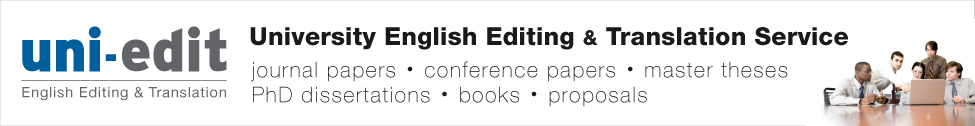 uni-edit
English Editing & Translation
University English Editing & Translation Service
journal papers • conference papers • master theses
PhD dissertations • books • proposals